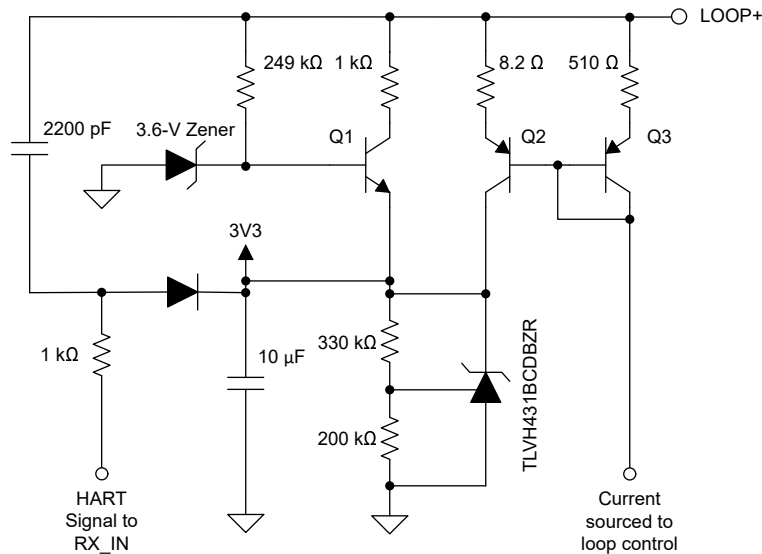 LOOP+
249 kΩ
1 kΩ
8.2 Ω
510 Ω
2200 pF
3.6-V Zener
Q1
Q2
Q3
3V3
1 kΩ
10 µF
330 kΩ
200 kΩ
TLVH431BCDBZR
HART
Signal to
RX_IN
Current
sourced to
loop control